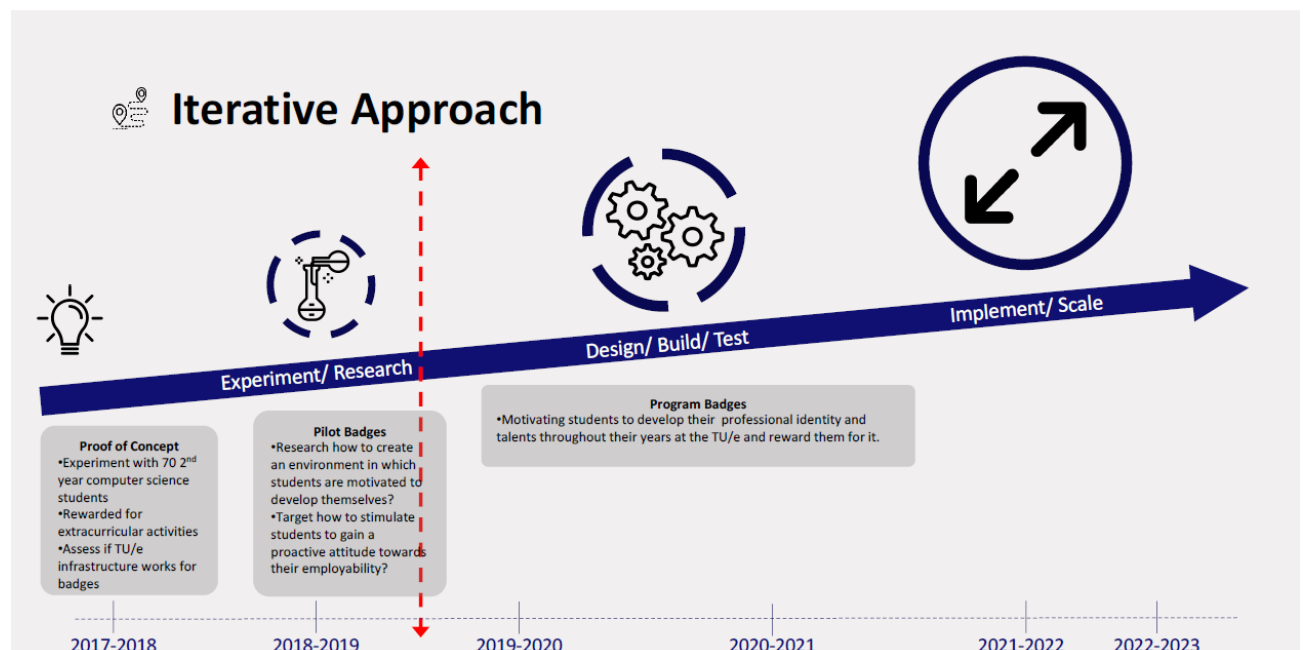 Iterative Approach
Experiment/ Research
Design/ Build/ Test
Implement/ Scale
Proof of Concept
•Experiment with 70 2nd
year computer science
students
•Rewarded for
extracurricular activities
•Assess if TU/e
infrastructure works for
badges
Pilot Badges
•Research how to create
an environment in which
students are motivated to
develop themselves?
•Target how to stimulate
students to gain a
proactive attitude towards
their employability?
Program Badges
•Motivating students to develop their professional identity and
talents throughout their years at the TU/e and reward them for it.
2017-2018
2018-2019
2019-2020
2020-2021
2021-2022
2022-2023